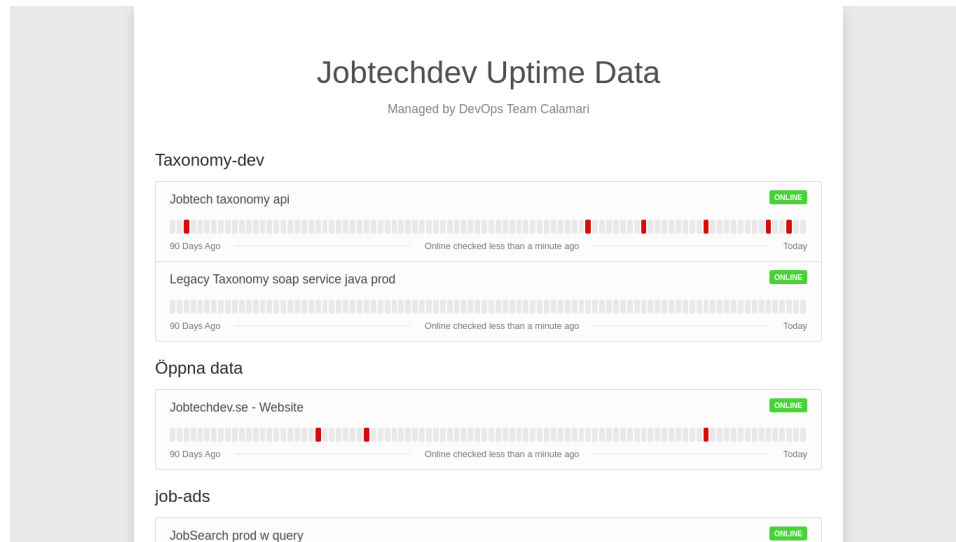 Jobtechdev Uptime Data
Managed by DevOps Team Calamari
Taxonomy-dev
Jobtech taxonomy api
ONLINE
90 Days Ago Online checked less than a minute ago Today
Legacy Taxonomy soap service java prod
ONLINE
90 Days Ago Online checked less than a minute ago Today
Öppna data
Jobtechdev.se - Website
ONLINE
90 Days Ago Online checked less than a minute ago Today
job-ads
JobSearch prod w query
ONLINE